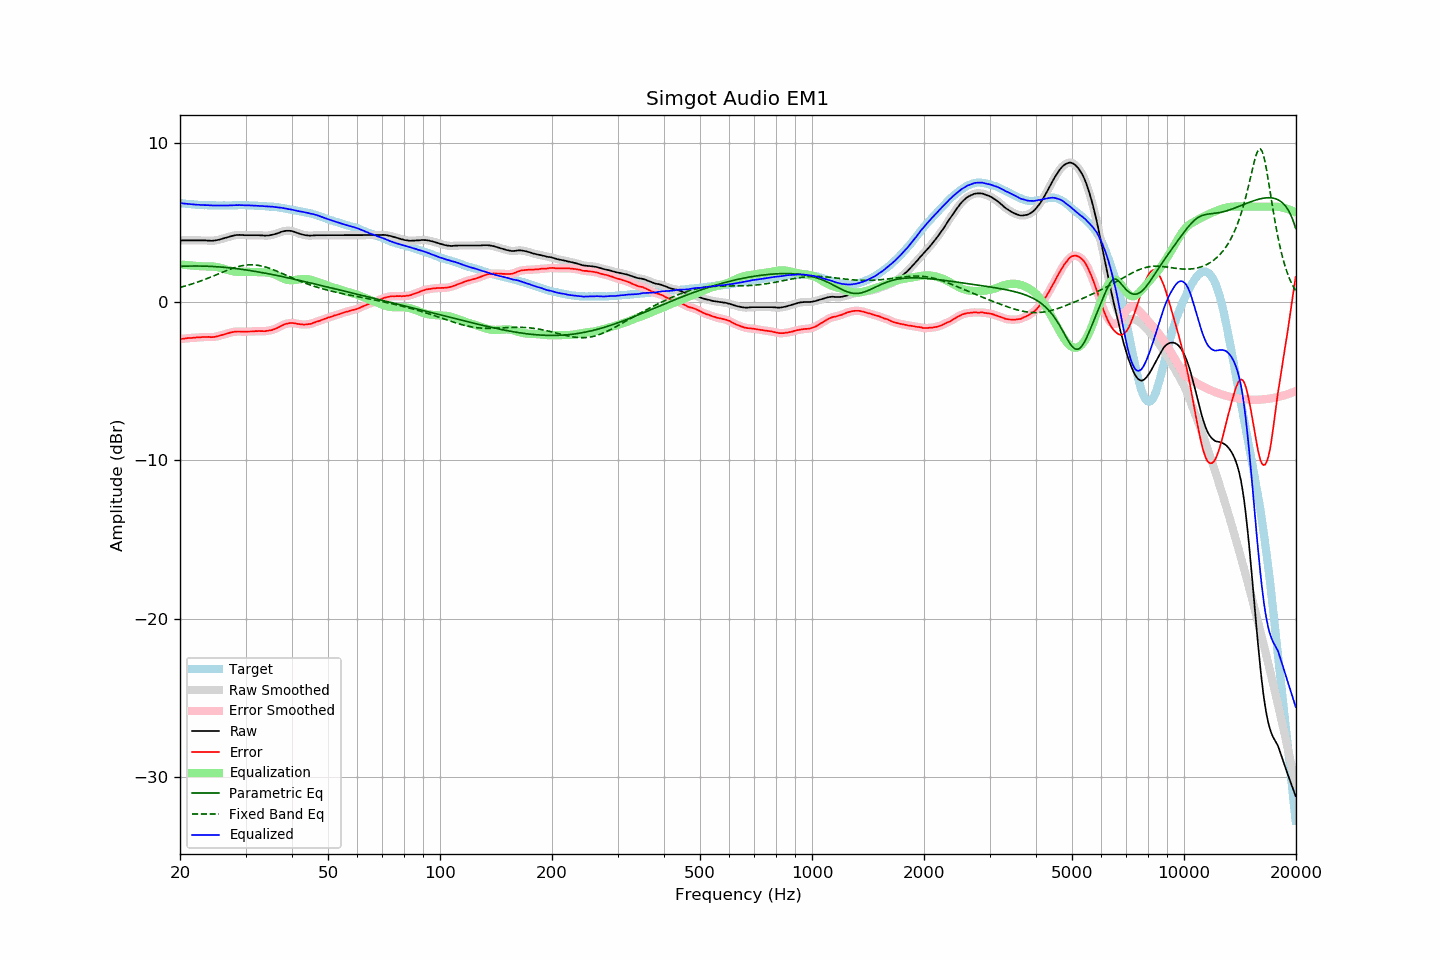 Simgot Audio EM1
10
0
−10
−20
−30
Amplitude (dBr)
Target
Raw Smoothed
Error Smoothed
Raw
Error
Equalization
Parametric Eq
Fixed Band Eq
Equalized
20 50 100 200 500 1000 2000 5000 10000 20000
Frequency (Hz)